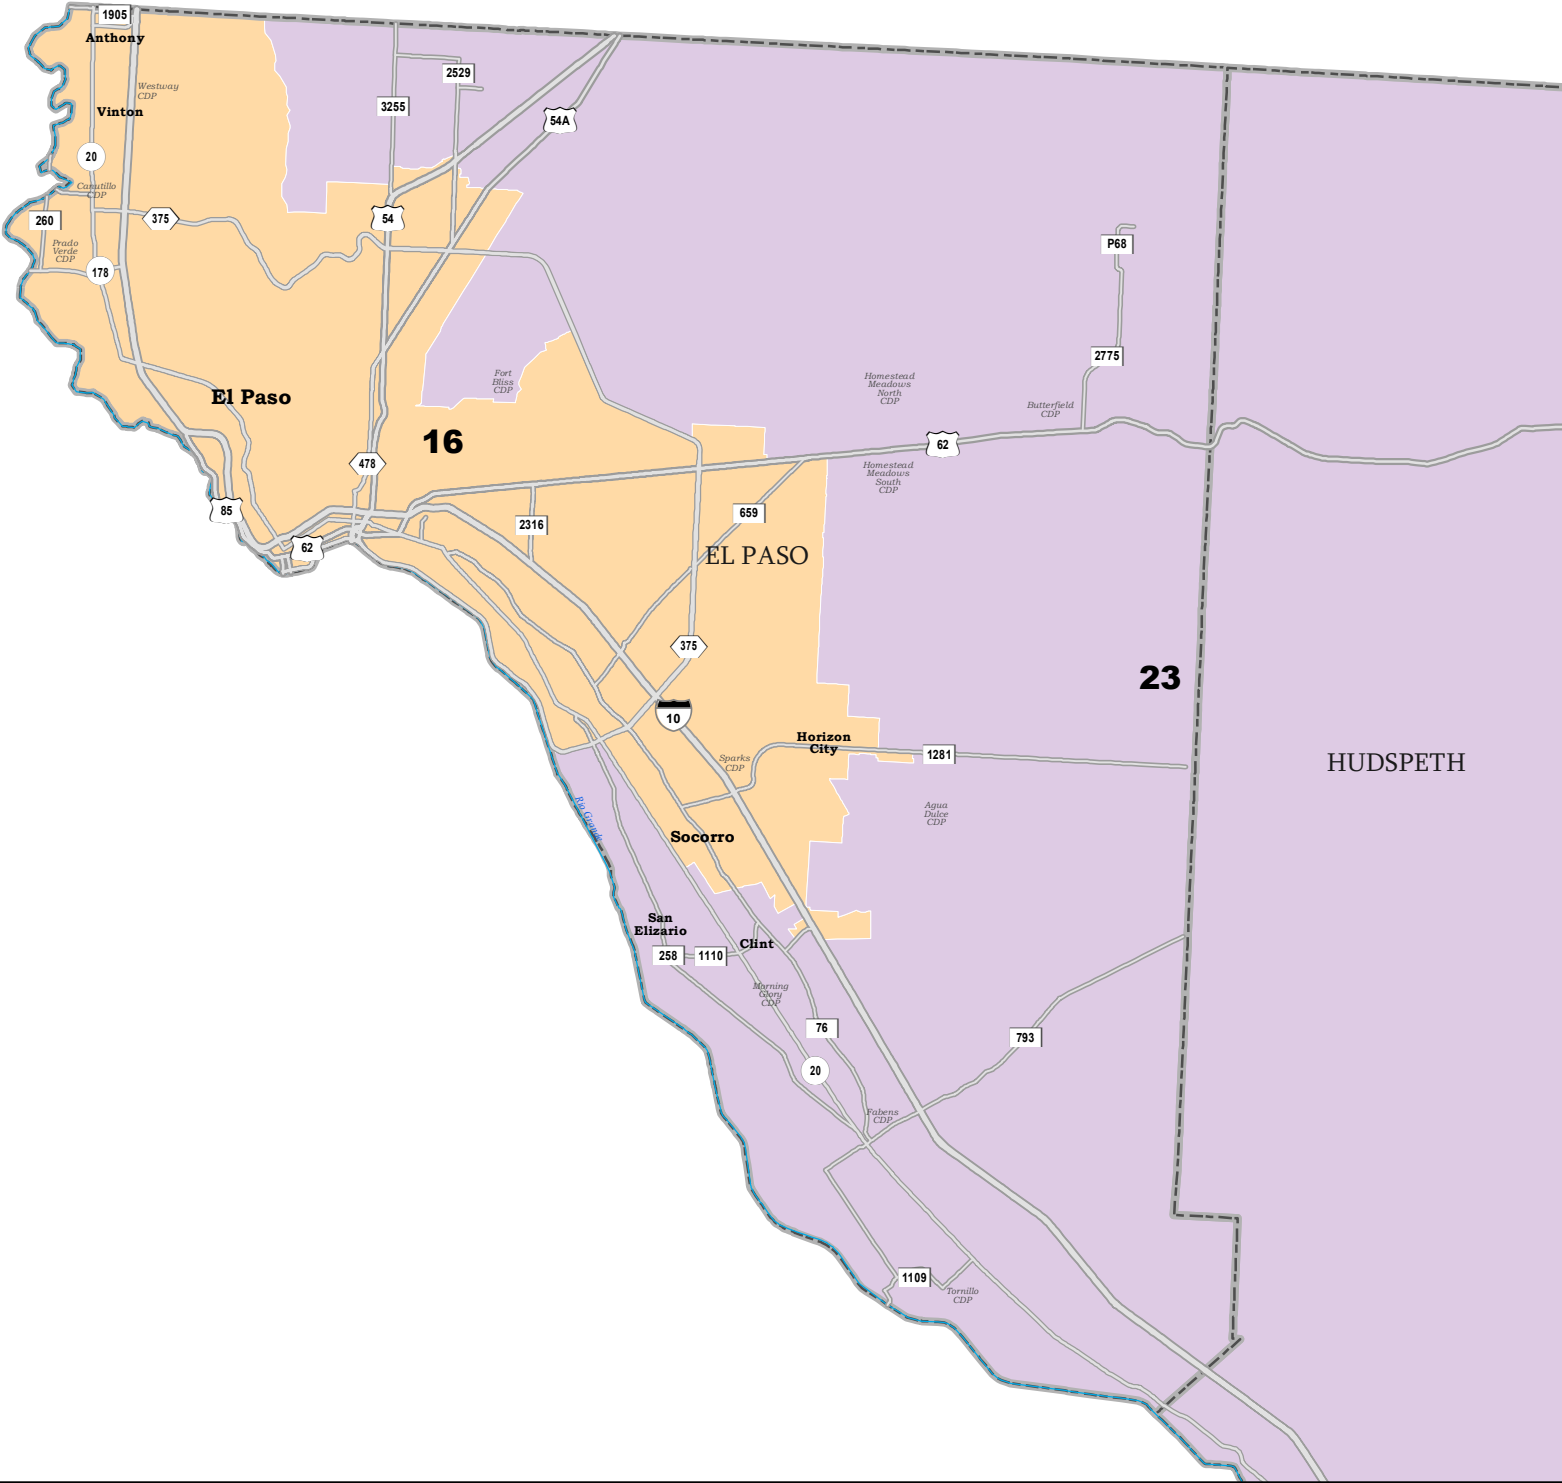 1905
Anthony
Westway
CDP
2529
3255
Vinton
54A
20
Canutillo
CDP
260
375
54
Prado
Verde
CDP
P68
178
2775
Fort
Bliss
CDP
Homestead
Meadows
North
CDP
El Paso
Butterfield
CDP
16
62
478
Homestead
Meadows
South
CDP
85
659
2316
62
EL PASO
375
23
10
Horizon
City
1281
Sparks
CDP
HUDSPETH
Rio Grande
Agua
Dulce
CDP
Socorro
San
Elizario
Clint
258
1110
Morning
Glory
CDP
76
793
20
Fabens
CDP
1109
Tornillo
CDP